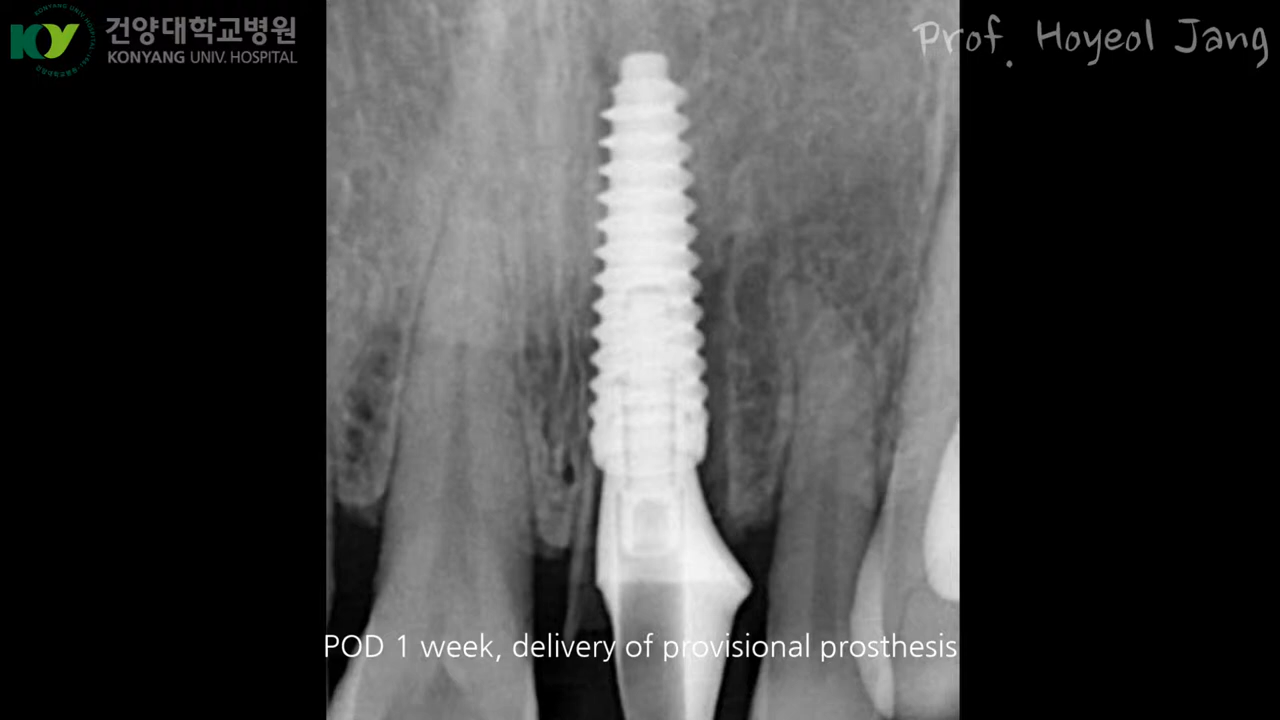 건양대학교병원
KONYANG UNIV. HOSPITAL
Prof. Hoyeol Jang
POD 1 week, delivery of provisional prosthesis